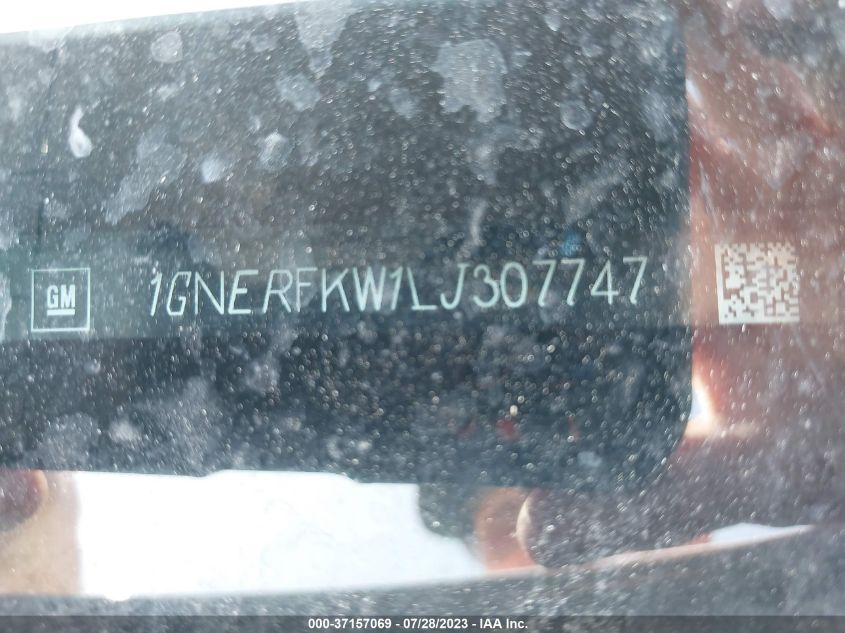 GM
1GNERFKW1LJ307747
000-37157069 / 07/28/2023 - IAA Inc.